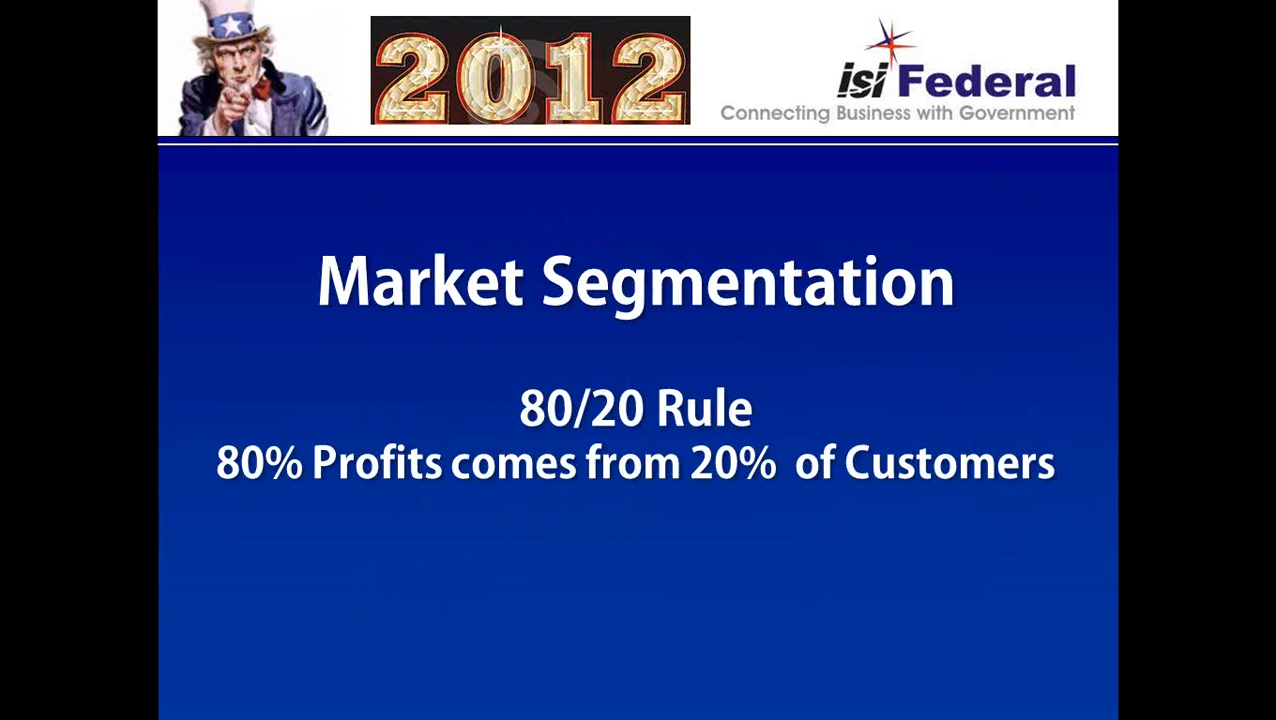 2012
isi Federal
Connecting Business with Government
Market Segmentation
80/20 Rule
80% Profits comes from 20% of Customers